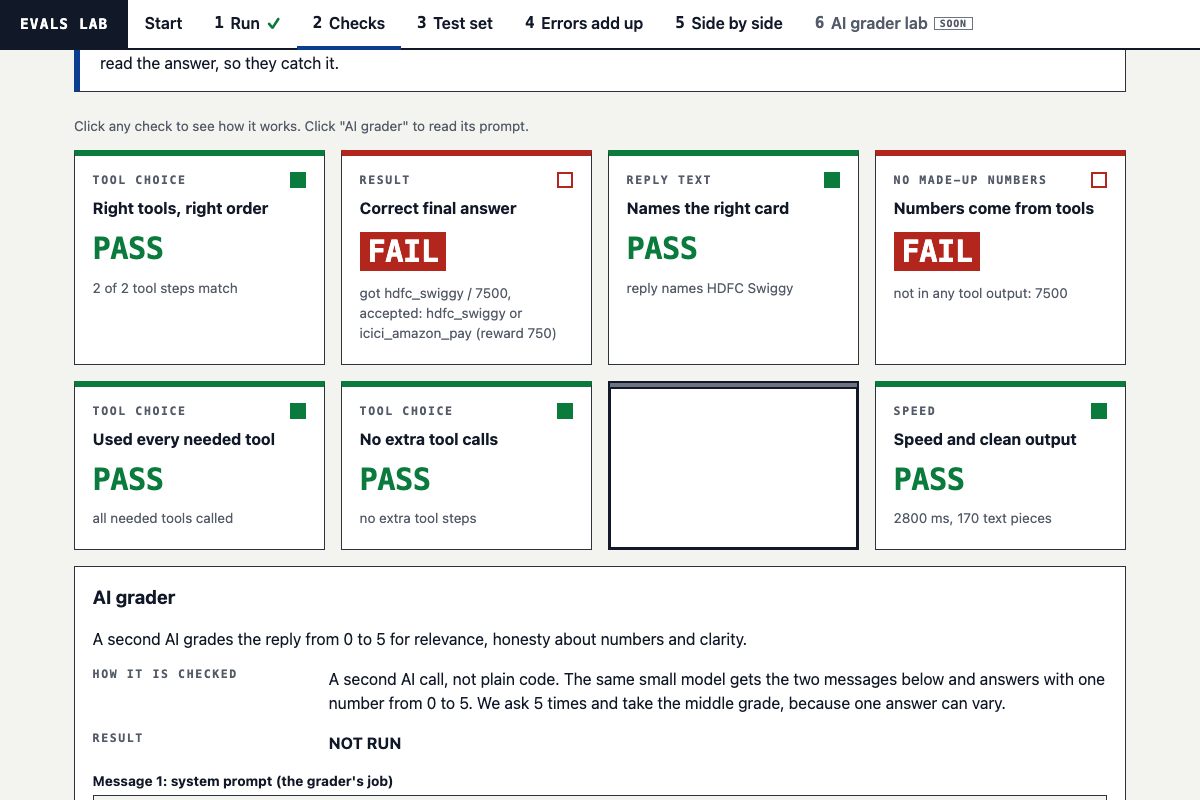 EVALS LAB
Start
1 Run ✓
2 Checks
3 Test set
4 Errors add up
5 Side by side
6 AI grader lab SOON
read the answer, so they catch it.
Click any check to see how it works. Click "AI grader" to read its prompt.
TOOL CHOICE
Right tools, right order
PASS
2 of 2 tool steps match
RESULT
Correct final answer
FAIL
got hdfc_swiggy / 7500,
accepted: hdfc_swiggy or
icici_amazon_pay (reward 750)
REPLY TEXT
Names the right card
PASS
reply names HDFC Swiggy
NO MADE-UP NUMBERS
Numbers come from tools
FAIL
not in any tool output: 7500
TOOL CHOICE
Used every needed tool
PASS
all needed tools called
TOOL CHOICE
No extra tool calls
PASS
no extra tool steps
SPEED
Speed and clean output
PASS
2800 ms, 170 text pieces
AI grader
A second AI grades the reply from 0 to 5 for relevance, honesty about numbers and clarity.
HOW IT IS CHECKED
A second AI call, not plain code. The same small model gets the two messages below and answers with one
number from 0 to 5. We ask 5 times and take the middle grade, because one answer can vary.
RESULT
NOT RUN
Message 1: system prompt (the grader's job)